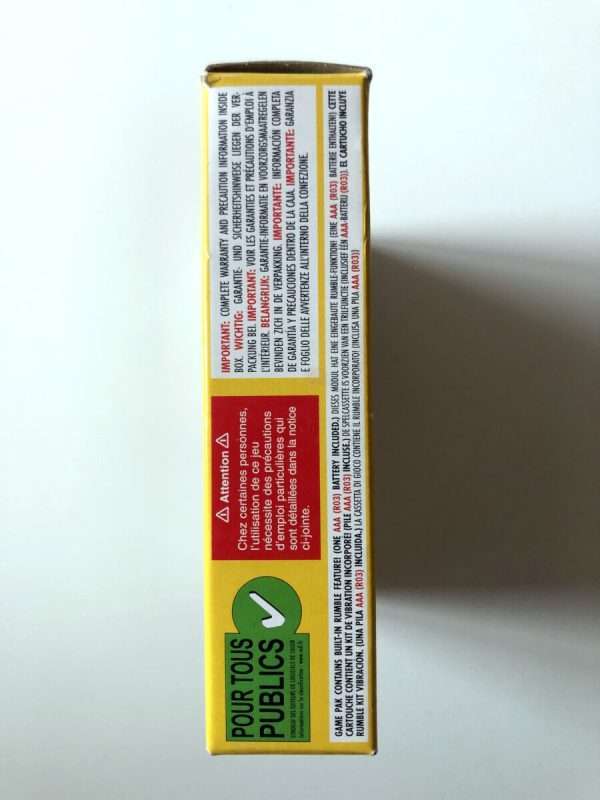 IMPORTANT: COMPLETE WARRANTY AND PRECAUTION INFORMATION INSIDE
BOX. WICHTIG: GARANTIE- UND SICHERHEITSHINWEISE LIEGEN DER VER-
PACKUNG BEI. IMPORTANT: VOIR LES GARANTIES ET PRÉCAUTIONS D'EMPLOI À
L'INTERIEUR. BELANGRIJK: GARANTIE-INFORMATIE EN VOORZORGSMAATREGELEN
BEVINDEN ZICH IN DE VERPAKKING. IMPORTANTE: INFORMACIÓN COMPLETA
DE GARANTÍA Y PRECAUCIONES DENTRO DE LA CAJA. IMPORTANTE: GARANZIA
E FOGLIO DELLE AVVERTENZE ALL'INTERNO DELLA CONFEZIONE.
Attention
Chez certaines personnes,
l'utilisation de ce jeu
nécessite des précautions
d'emploi particulières qui
sont détaillées dans la notice
ci-jointe.
POUR TOUS
PUBLICS
GAME PAK CONTAINS BUILT-IN RUMBLE FEATURE! (ONE AAA (R03) BATTERY INCLUDED.) DIESES MODUL HAT EINE EINGEBAUTE RUMBLE-FUNKTION! (EINE AAA (R03) BATTERIE ENTHALTEN!) CETTE
CARTOUCHE CONTIENT UN KIT DE VIBRATION INCORPORE! (PILE AAA (R03) INCLUSE.) DE SPELCASSETTE IS VOORZIEN VAN EEN TRILFUNCTIE (INCLUSIEF ÉÉN AAA-BATTERIJ (R03)). EL CARTUCHO INCLUYE
RUMBLE KIT VIBRACION. (UNA PILA AAA (R03) INCLUIDA.) LA CASSETTA DI GIOCO CONTIENE IL RUMBLE INCORPORATO! (INCLUSA UNA PILA AAA (R03))